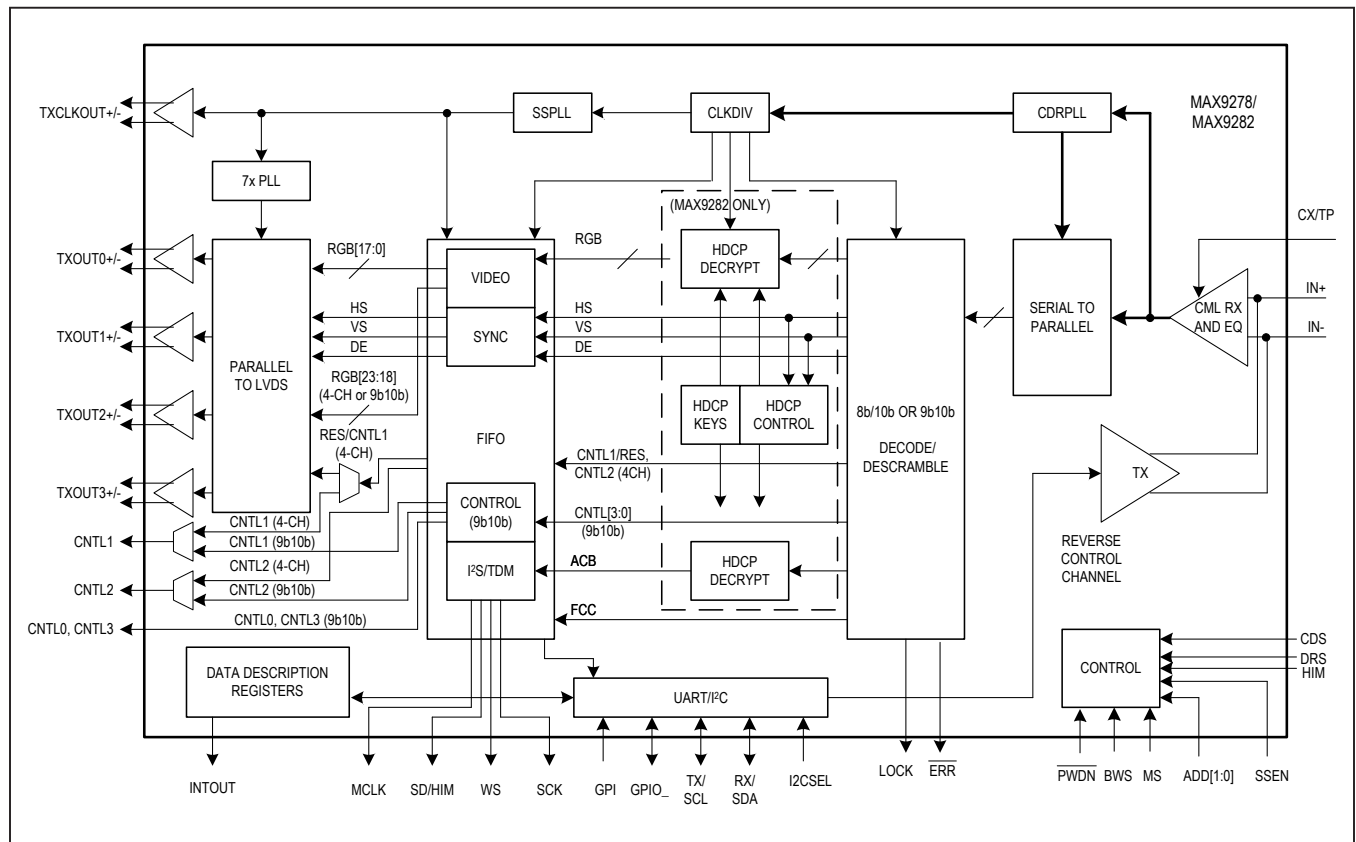 MAX9278/
MAX9282
TXCLKOUT+/-
SSPLL
CLKDIV
CDRPLL
7x PLL
(MAX9282 ONLY)
CX/TP
TXOUT0+/-
RGB[17:0]
VIDEO
RGB
HDCP
DECRYPT
SERIAL TO
PARALLEL
CML RX
AND EQ
IN+
IN-
TXOUT1+/-
HS
VS
DE
SYNC
HS
VS
DE
PARALLEL
TO LVDS
RGB[23:18]
(4-CH or 9b10b)
TXOUT2+/-
RES/CNTL1
(4-CH)
FIFO
HDCP
KEYS
HDCP
CONTROL
8b/10b OR 9b10b
DECODE/
DESCRAMBLE
CNTL1/RES,
CNTL2 (4CH)
TX
TXOUT3+/-
CNTL1 (4-CH)
CNTL1
CNTL1 (9b10b)
CONTROL
(9b10b)
CNTL[3:0]
(9b10b)
REVERSE
CONTROL
CHANNEL
CNTL2 (4-CH)
CNTL2
CNTL2 (9b10b)
I²S/TDM
ACB
HDCP
DECRYPT
CNTL0, CNTL3
CNTL0, CNTL3 (9b10b)
FCC
DATA DESCRIPTION
REGISTERS
UART/I²C
CONTROL
CDS
DRS
HIM
INTOUT
MCLK
SD/HIM
WS
SCK
GPI
GPIO_
TX/
SCL
RX/
SDA
I2CSEL
LOCK
ERR
PWDN
BWS
MS
ADD[1:0]
SSEN